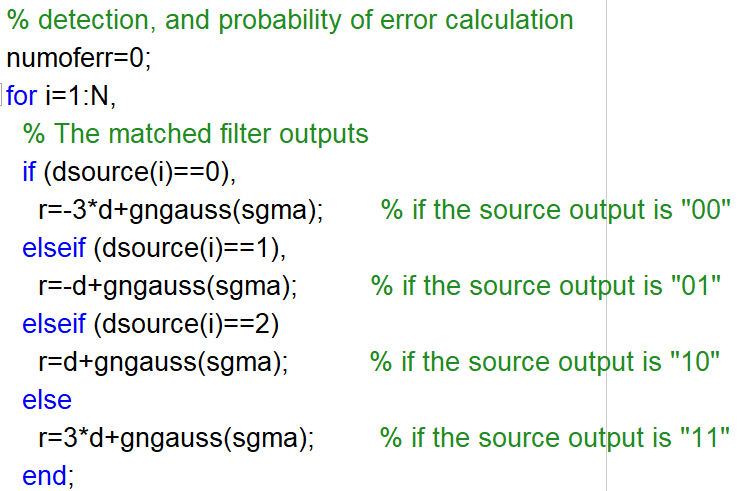 % detection, and probability of error calculation
numoferr=0;
for i=1:N,
% The matched filter outputs
if (dsource(i)==0),
r=-3*d+gngauss(sgma); % if the source output is "00"
elseif (dsource(i)==1),
r=-d+gngauss(sgma); % if the source output is "01"
elseif (dsource(i)==2)
r=d+gngauss(sgma); % if the source output is "10"
else
r=3*d+gngauss(sgma); % if the source output is "11"
end;